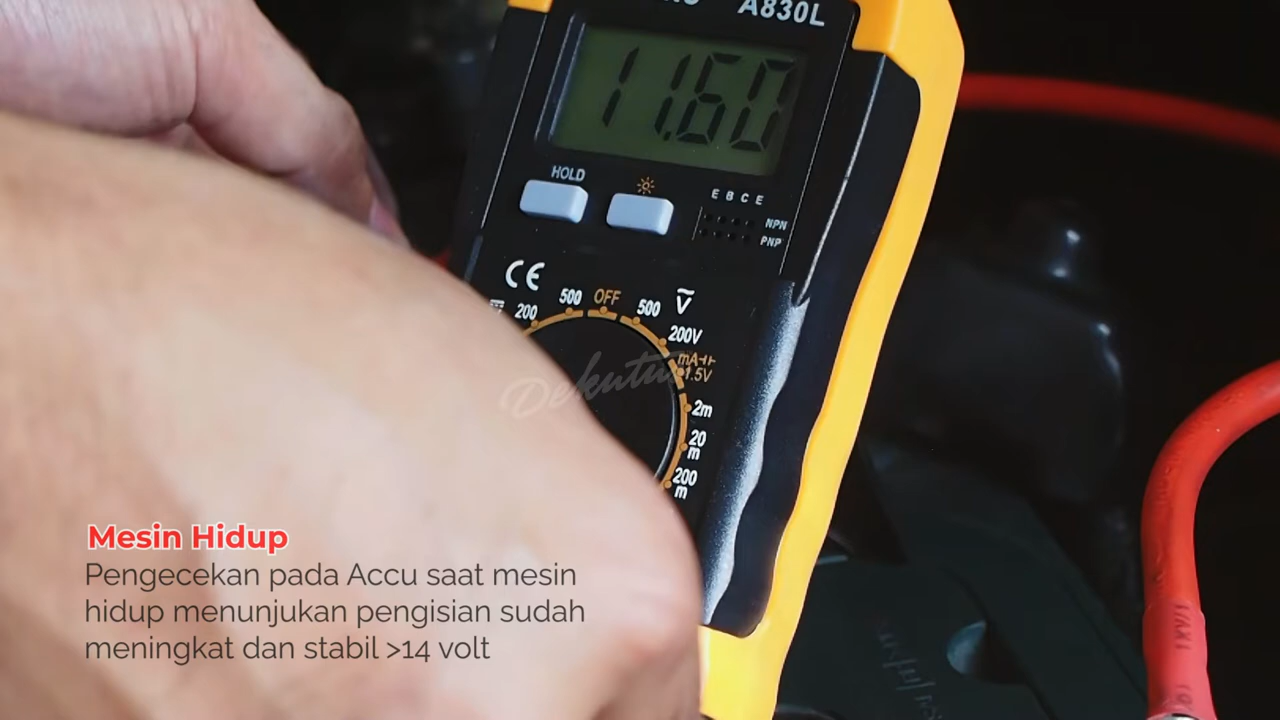 A830L
11.60
HOLD
E B C E
NPN
PNP
CE
200
500
OFF
500
V
200V
mA
1.5V
2m
20
m
200
m
Dekutus
Mesin Hidup
Pengecekan pada Accu saat mesin
hidup menunjukan pengisian sudah
meningkat dan stabil >14 volt